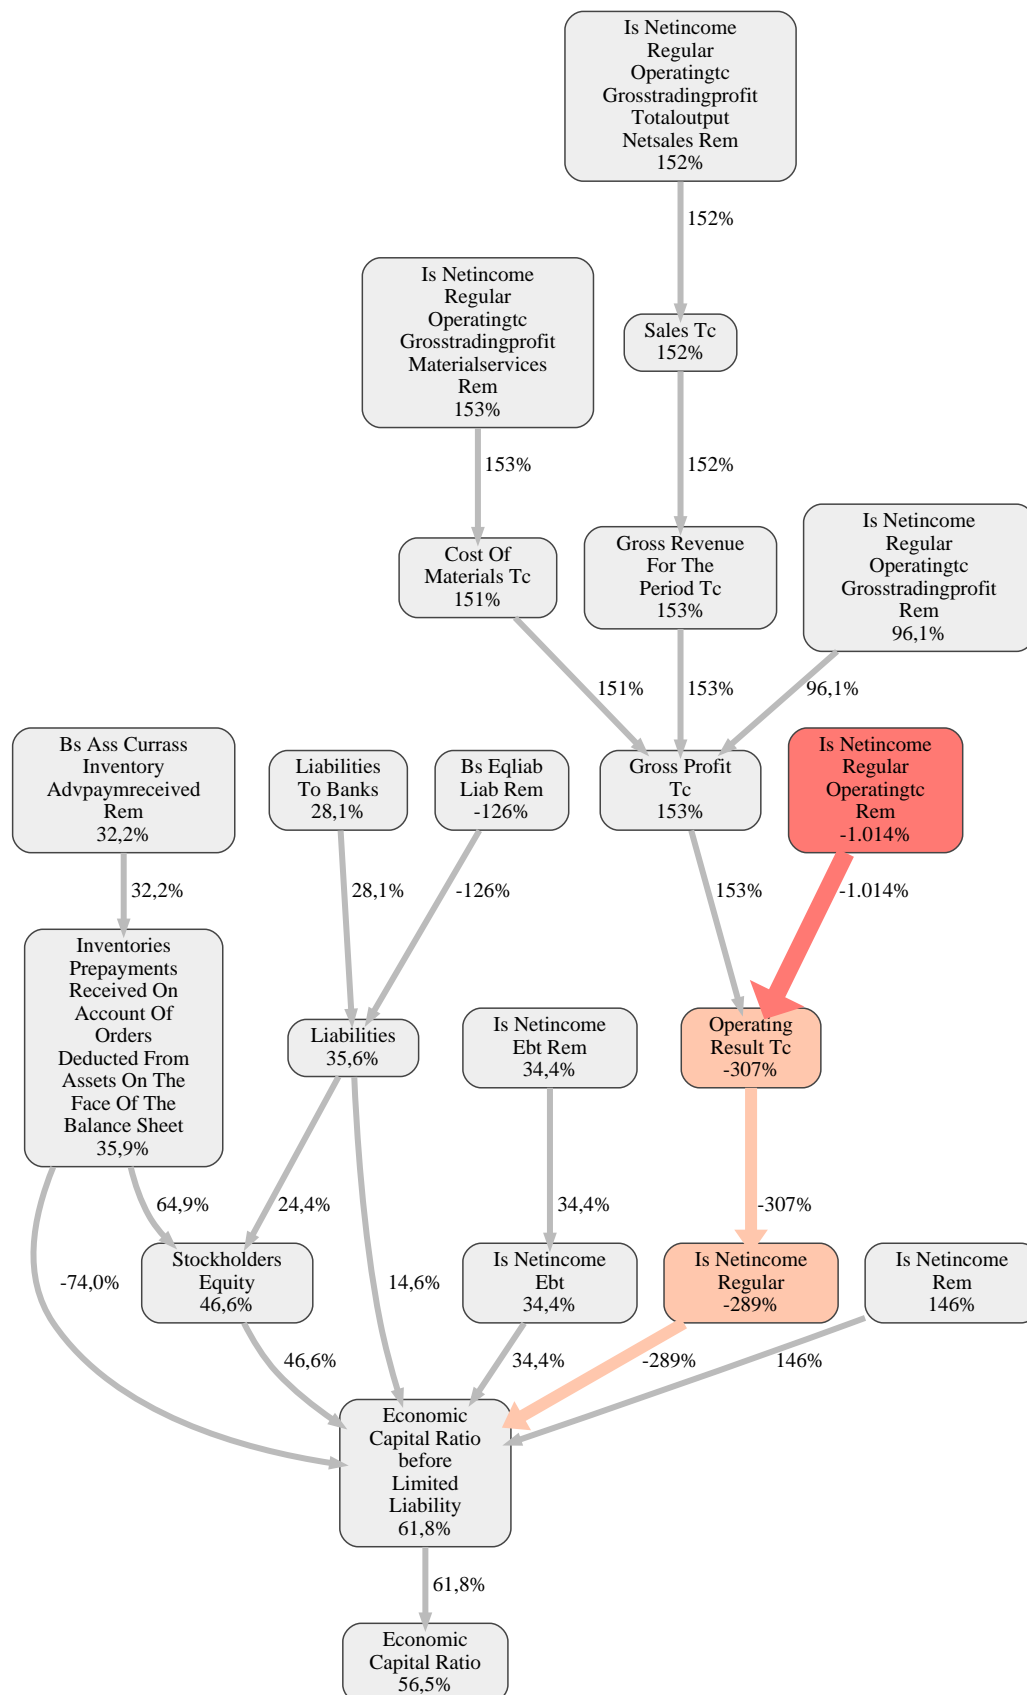 Is Netincome
Regular
Operatingtc
Grosstradingprofit
Totaloutput
Netsales Rem
152%
152%
Is Netincome
Regular
Operatingtc
Grosstradingprofit
Materialservices
Rem
153%
Sales Tc
152%
153%
152%
Is Netincome
Regular
Operatingtc
Grosstradingprofit
Rem
96,1%
Cost Of
Materials Tc
151%
Gross Revenue
For The
Period Tc
153%
151%
153%
96,1%
Bs Ass Currass
Inventory
Advpaymreceived
Rem
32,2%
Liabilities
To Banks
28,1%
Bs Eqliab
Liab Rem
-126%
Gross Profit
Tc
153%
Is Netincome
Regular
Operatingtc
Rem
-1.014%
32,2%
28,1%
-126%
153%
-1.014%
Inventories
Prepayments
Received On
Account Of
Orders
Deducted From
Assets On The
Face Of The
Balance Sheet
35,9%
Liabilities
35,6%
Is Netincome
Ebt Rem
34,4%
Operating
Result Tc
-307%
64,9%
24,4%
34,4%
-307%
-74,0%
Stockholders
Equity
46,6%
14,6%
Is Netincome
Ebt
34,4%
Is Netincome
Regular
-289%
Is Netincome
Rem
146%
46,6%
34,4%
-289%
146%
Economic
Capital Ratio
before
Limited
Liability
61,8%
61,8%
Economic
Capital Ratio
56,5%